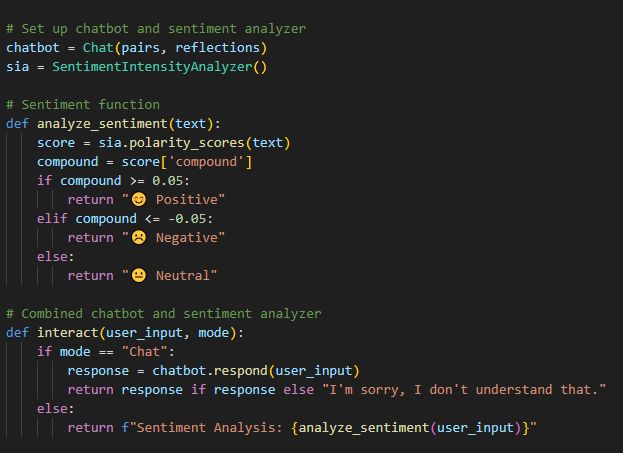 # Set up chatbot and sentiment analyzer
chatbot = Chat(pairs, reflections)
sia = SentimentIntensityAnalyzer()

# Sentiment function
def analyze_sentiment(text):
    score = sia.polarity_scores(text)
    compound = score['compound']
    if compound >= 0.05:
        return "😊 Positive"
    elif compound <= -0.05:
        return "☹️ Negative"
    else:
        return "😐 Neutral"

# Combined chatbot and sentiment analyzer
def interact(user_input, mode):
    if mode == "Chat":
        response = chatbot.respond(user_input)
        return response if response else "I'm sorry, I don't understand that."
    else:
        return f"Sentiment Analysis: {analyze_sentiment(user_input)}"